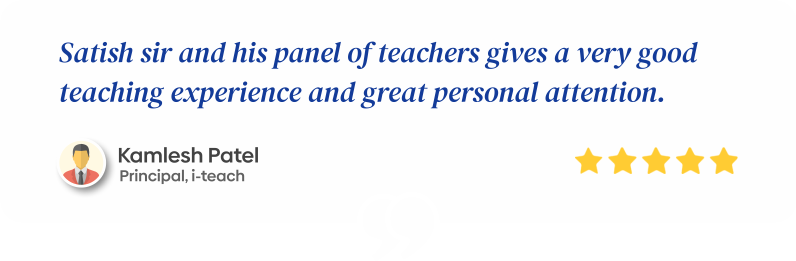 Satish sir and his panel of teachers gives a very good
teaching experience and great personal attention.
Kamlesh Patel
Principal, i-teach